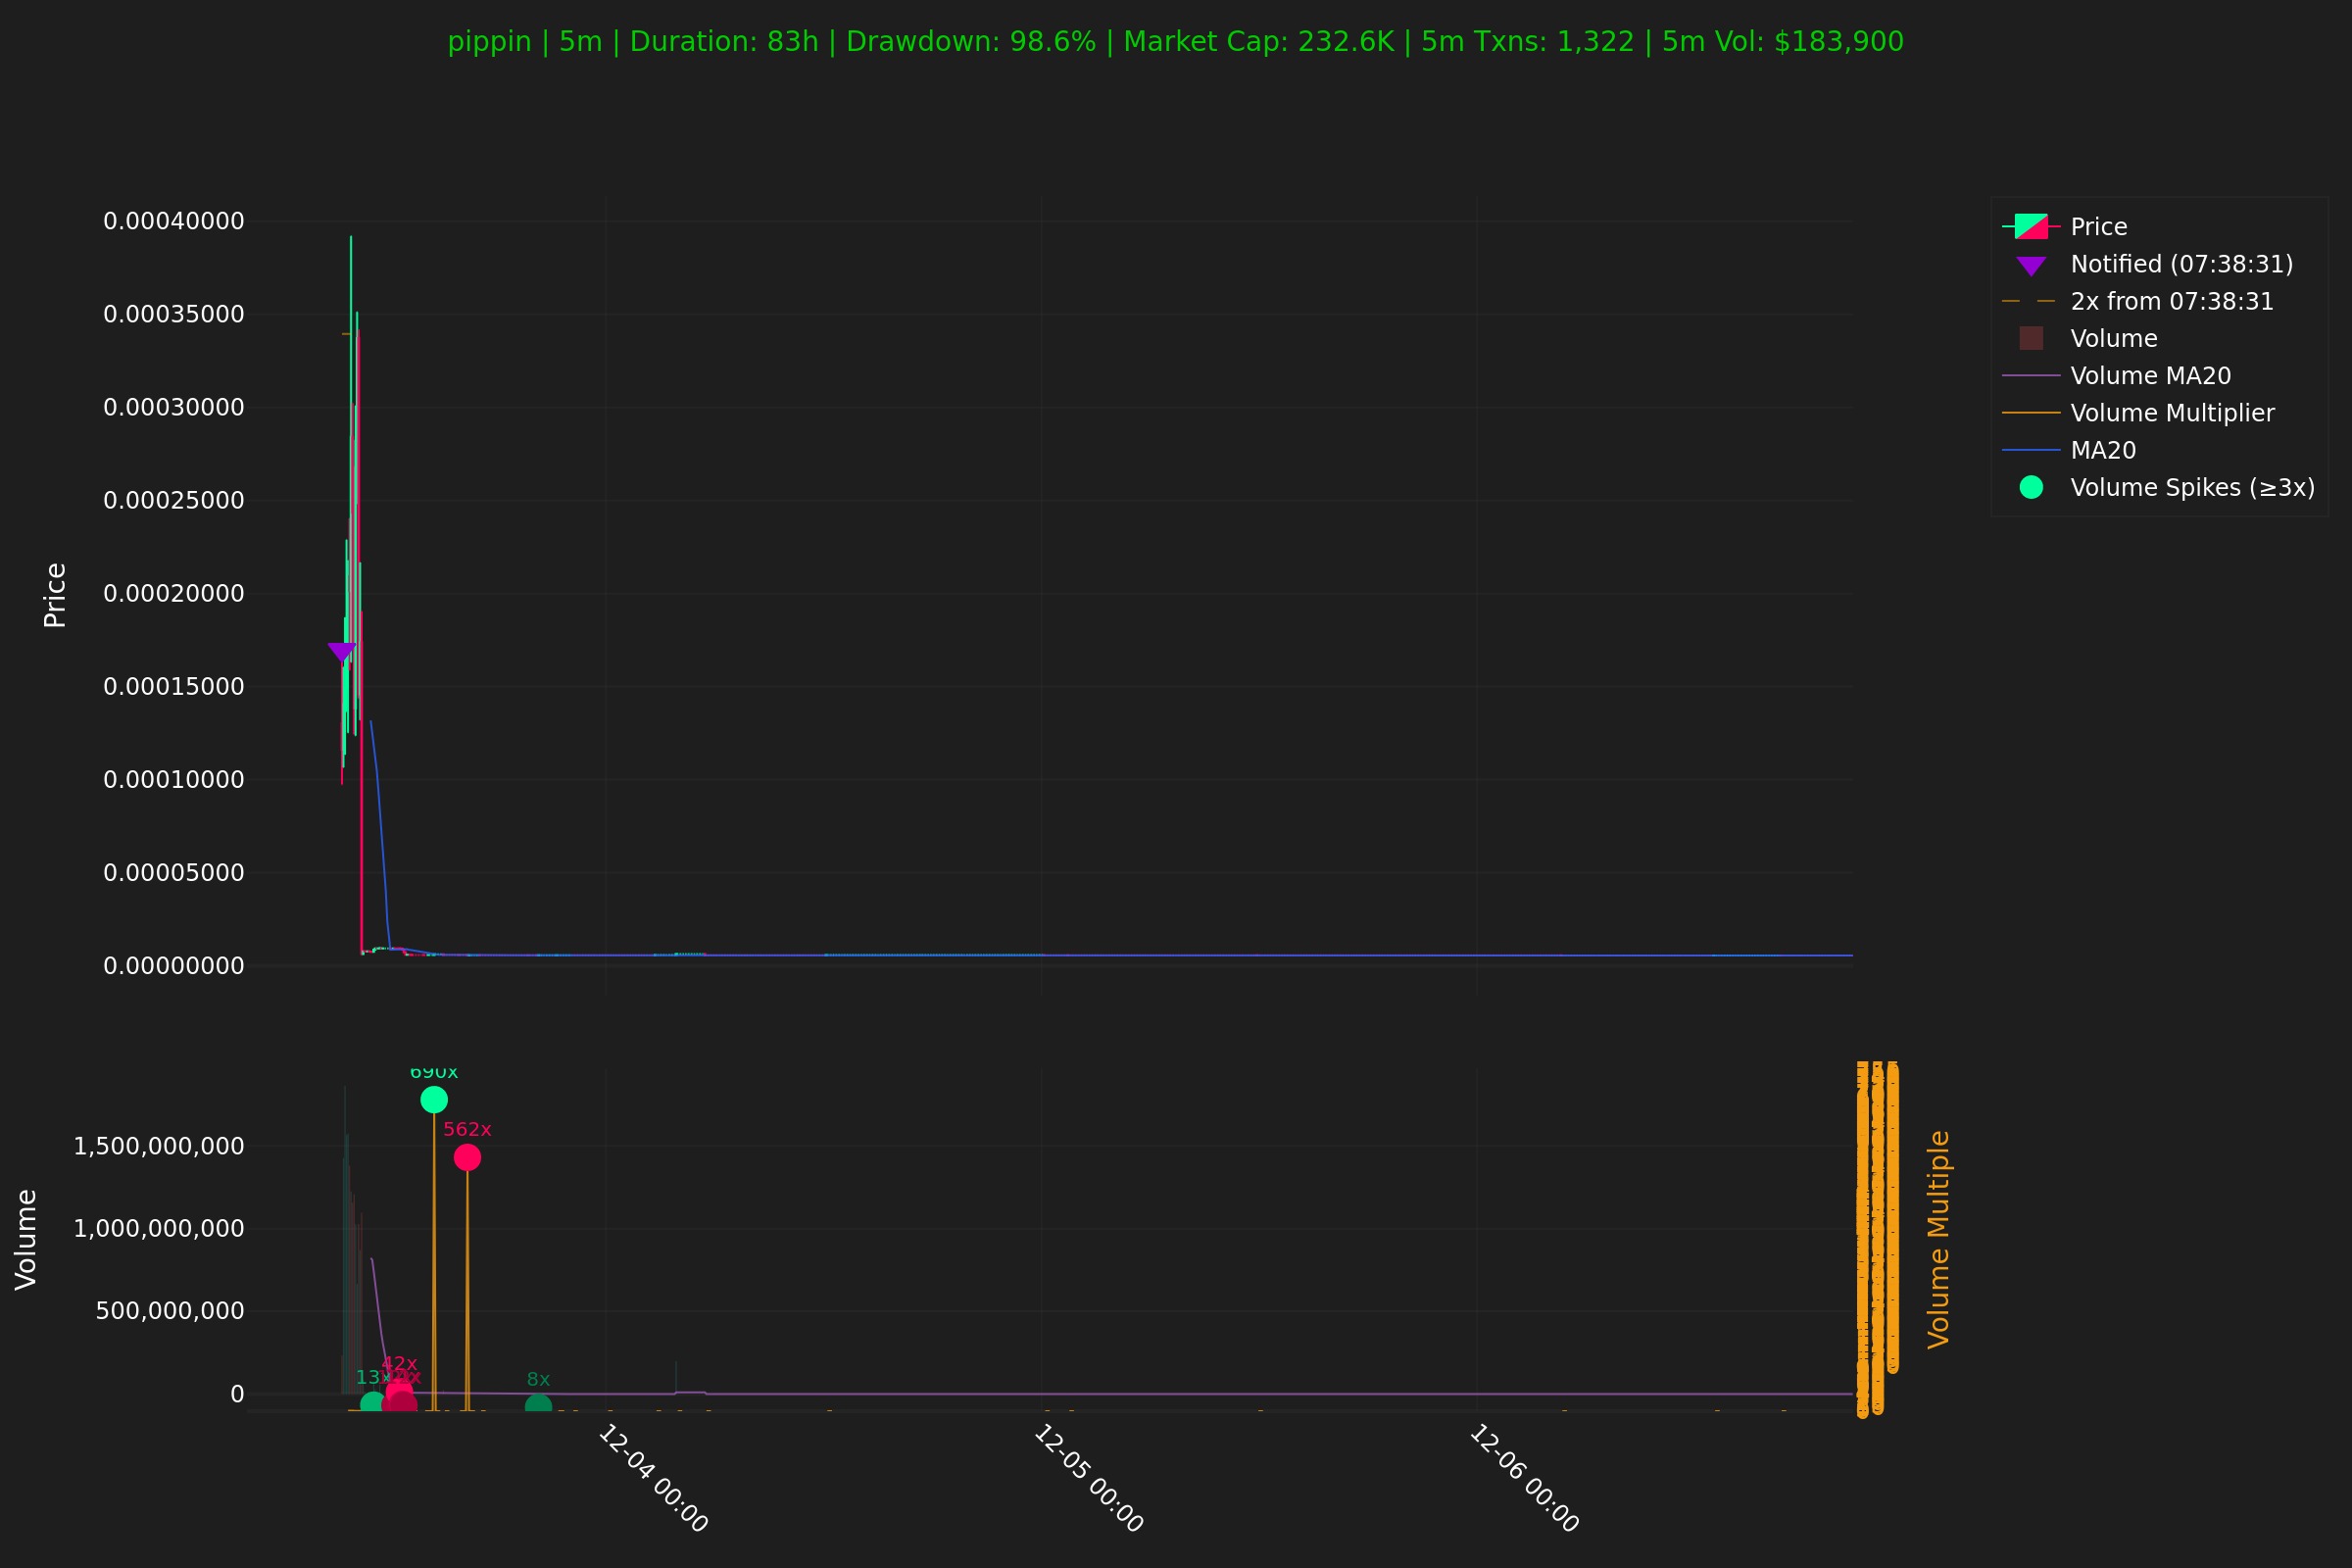 pippin | 5m | Duration: 83h | Drawdown: 98.6% | Market Cap: 232.6K | 5m Txns: 1,322 | 5m Vol: $183,900
0.00040000
0.00035000
0.00030000
0.00025000
0.00020000
0.00015000
0.00010000
0.00005000
0.00000000
Price
Price
Notified (07:38:31)
2x from 07:38:31
Volume
Volume MA20
Volume Multiplier
MA20
Volume Spikes (≥3x)
690x
562x
42x
8x
1,500,000,000
1,000,000,000
500,000,000
0
Volume
Volume Multiple
12-04 00:00
12-05 00:00
12-06 00:00